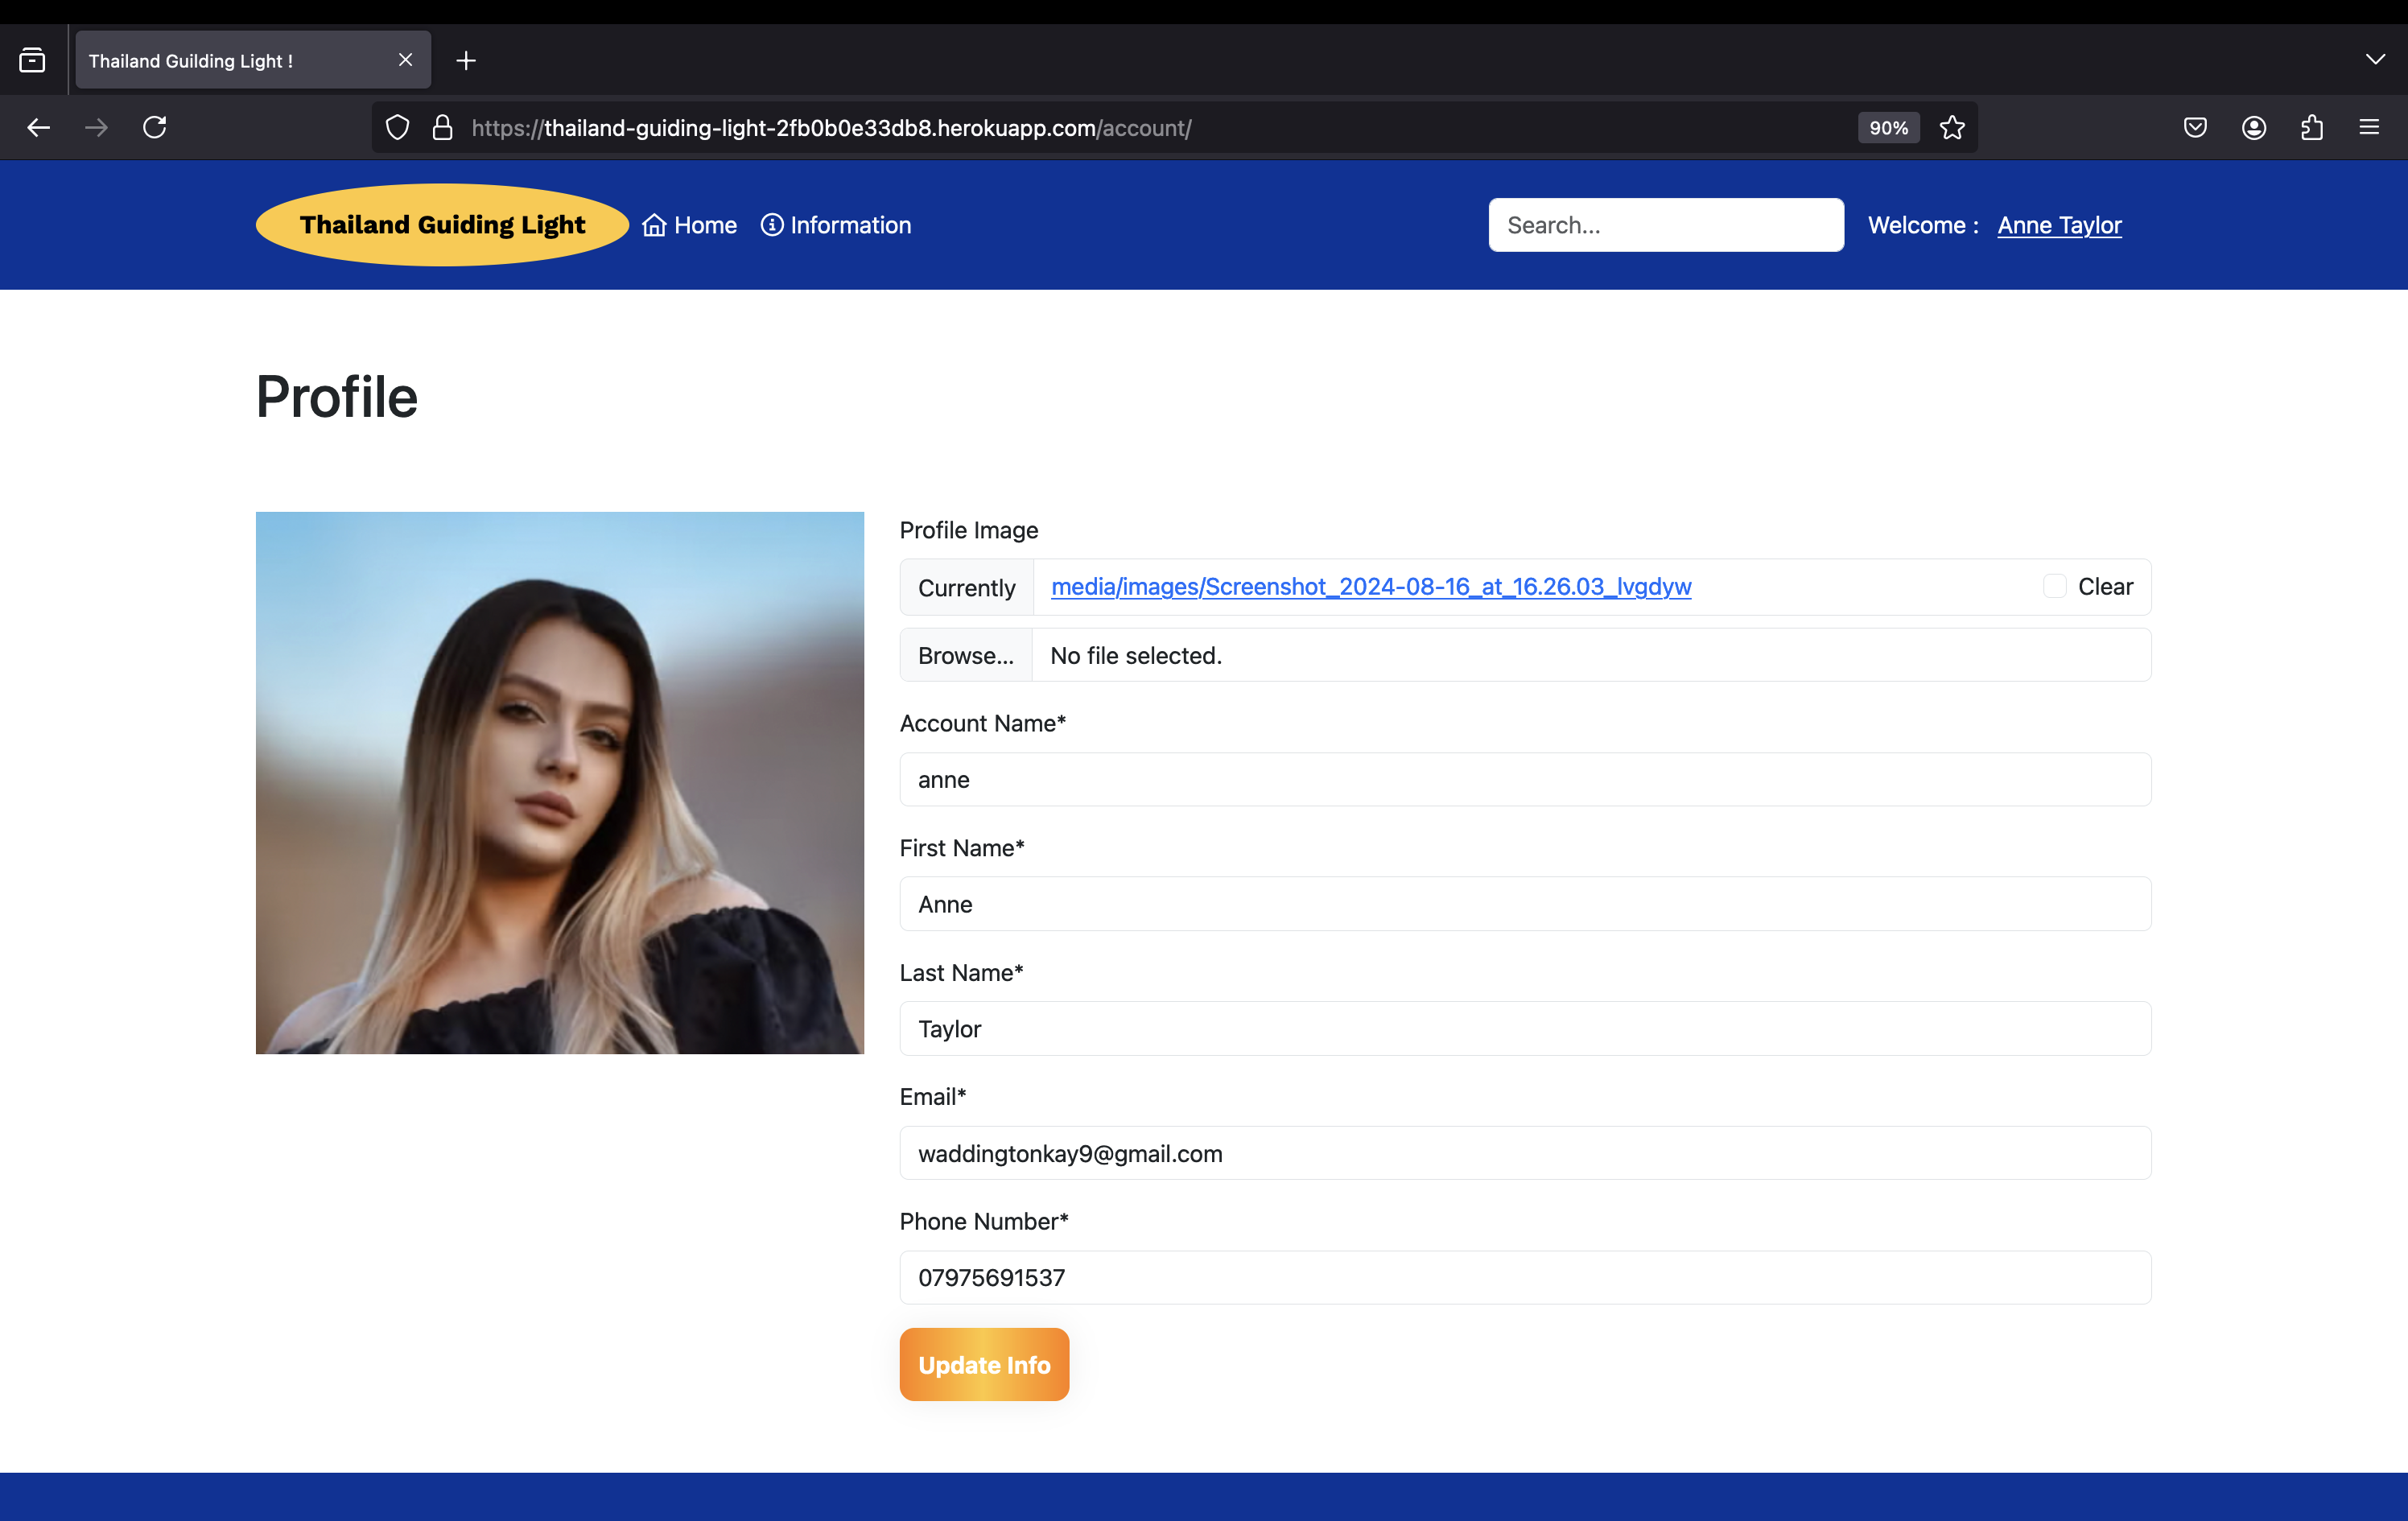 Thailand Guilding Light !
https://thailand-guiding-light-2fb0b0e33db8.herokuapp.com/account/
90%
Thailand Guiding Light
Home
Information
Search...
Welcome :
Anne Taylor
Profile
Profile Image
Currently
media/images/Screenshot_2024-08-16_at_16.26.03_lvgdyw
Clear
Browse...
No file selected.
Account Name*
anne
First Name*
Anne
Last Name*
Taylor
Email*
waddingtonkay9@gmail.com
Phone Number*
07975691537
Update Info